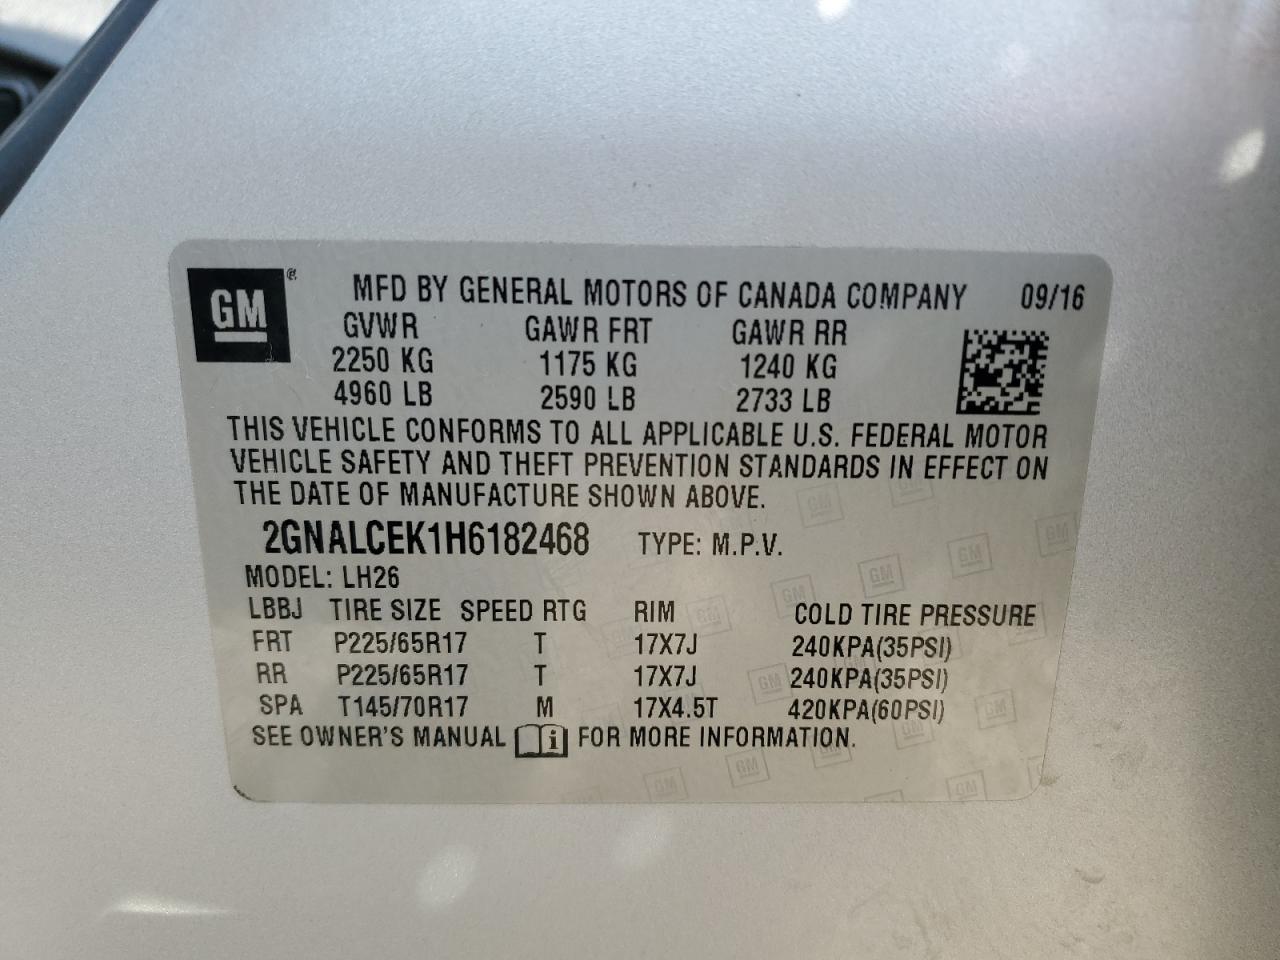 GM ® MFD BY GENERAL MOTORS OF CANADA COMPANY 09/16
GVWR GAWR FRT GAWR RR
2250 KG 1175 KG 1240 KG
4960 LB 2590 LB 2733 LB
THIS VEHICLE CONFORMS TO ALL APPLICABLE U.S. FEDERAL MOTOR
VEHICLE SAFETY AND THEFT PREVENTION STANDARDS IN EFFECT ON
THE DATE OF MANUFACTURE SHOWN ABOVE.
2GNALCEK1H6182468 TYPE: M.P.V.
MODEL: LH26
LBBJ TIRE SIZE SPEED RTG RIM COLD TIRE PRESSURE
FRT P225/65R17 T 17X7J 240KPA(35PSI)
RR P225/65R17 T 17X7J 240KPA(35PSI)
SPA T145/70R17 M 17X4.5T 420KPA(60PSI)
SEE OWNER'S MANUAL i FOR MORE INFORMATION.